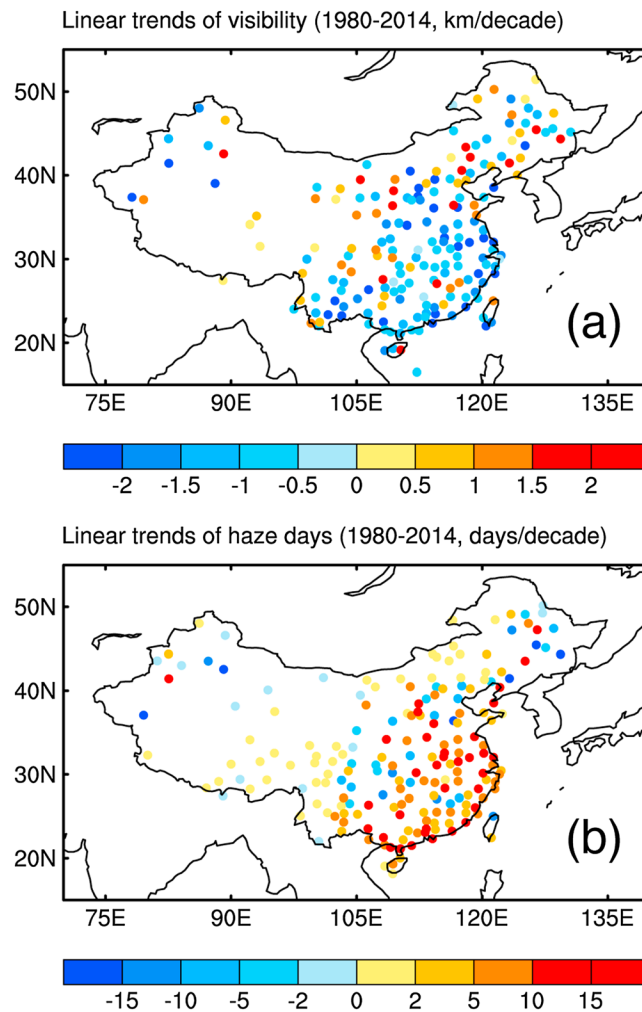 Linear trends of visibility (1980-2014, km/decade)
50N
40N
30N
20N
(a)
75E 90E 105E 120E 135E
-2 -1.5 -1 -0.5 0 0.5 1 1.5 2
Linear trends of haze days (1980-2014, days/decade)
50N
40N
30N
20N
(b)
75E 90E 105E 120E 135E
-15 -10 -5 -2 0 2 5 10 15